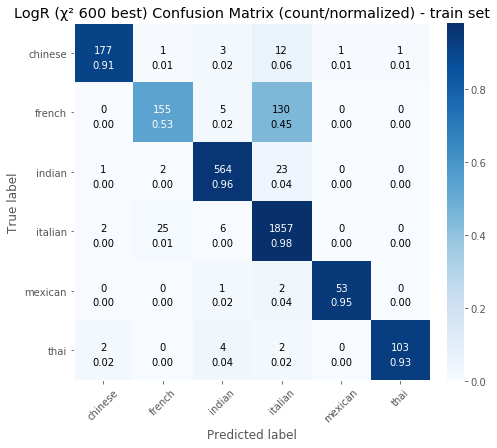 LogR (χ² 600 best) Confusion Matrix (count/normalized) - train set
chinese 177 1 3 12 1 1
0.91 0.01 0.02 0.06 0.01 0.01
french 0 155 5 130 0 0
0.00 0.53 0.02 0.45 0.00 0.00
indian 1 2 564 23 0 0
0.00 0.00 0.96 0.04 0.00 0.00
italian 2 25 6 1857 0 0
0.00 0.01 0.00 0.98 0.00 0.00
mexican 0 0 1 2 53 0
0.00 0.00 0.02 0.04 0.95 0.00
thai 2 0 4 2 0 103
0.02 0.00 0.04 0.02 0.00 0.93
chinese french indian italian mexican thai
Predicted label
True label
0.8
0.6
0.4
0.2
0.0